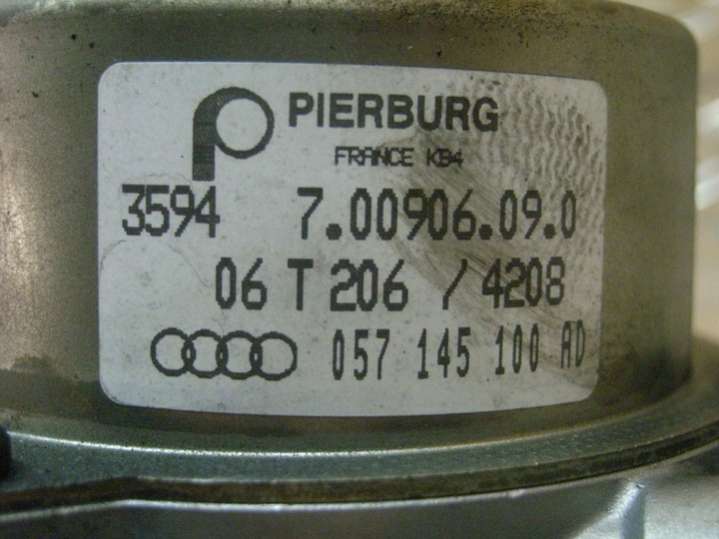 PIERBURG
FRANCE KB4
3594 7.00906.09.0
06 T 206 / 4208
057 145 100 AD